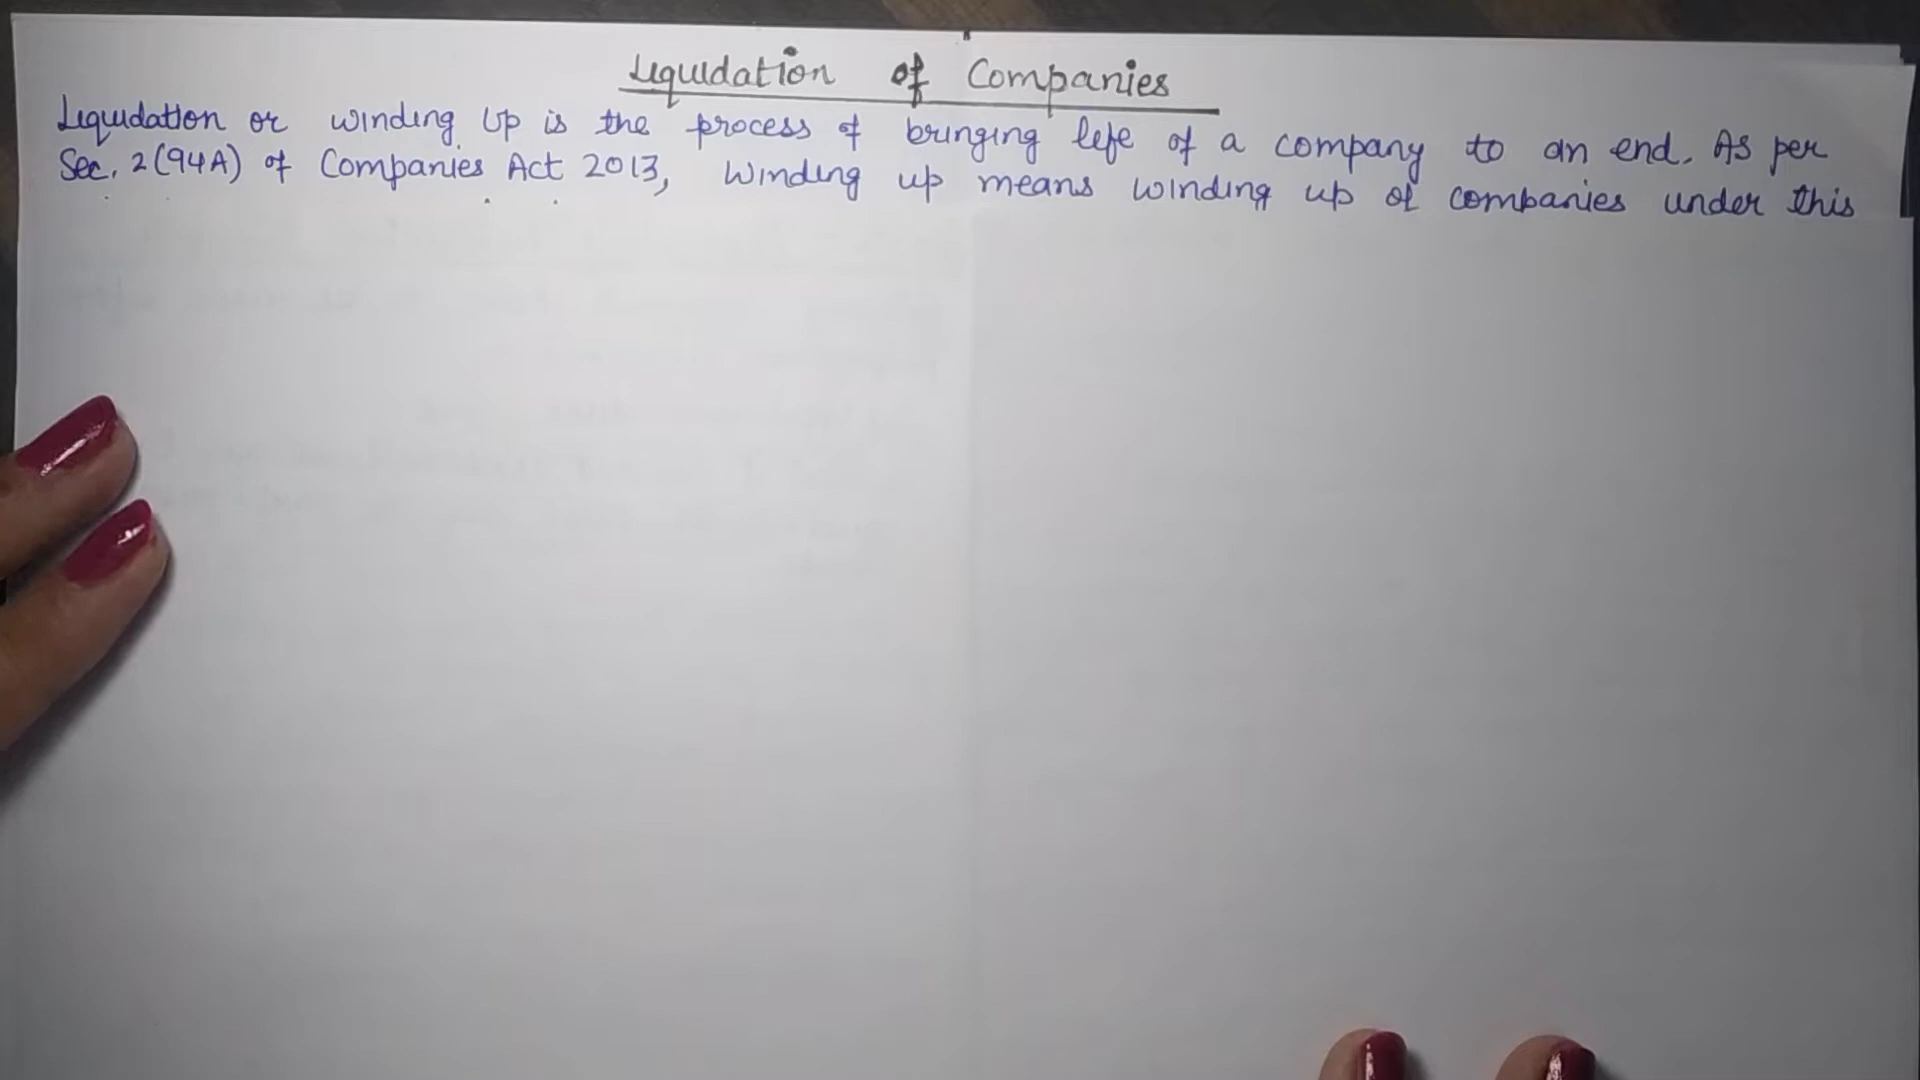 Liquidation of Companies
Liquidation or winding up is the process of bringing life of a company to an end. As per
Sec. 2(94A) of Companies Act 2013, winding up means winding up of companies under this